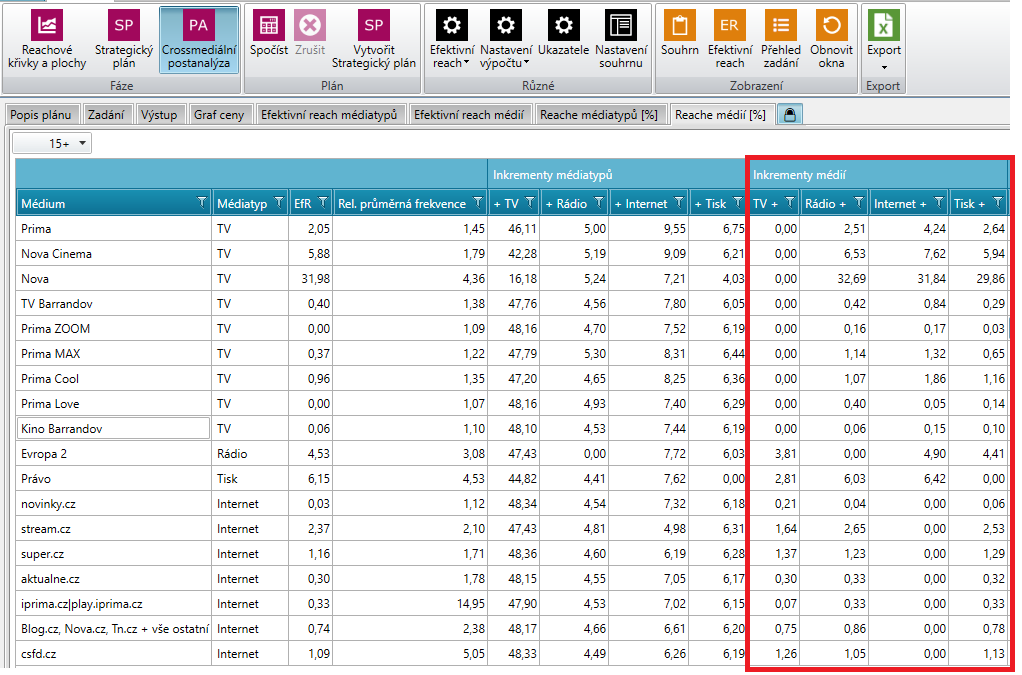 SP PA SP ER
Reachové křivky a plochy Strategický plán Crossmediální postanalýza Spočíst Zrušit Vytvořit Strategický plán Efektivní reach Nastavení výpočtu Ukazatele Nastavení souhrnu Souhrn Efektivní reach Přehled zadání Obnovit okna Export
Fáze Plán Různé Zobrazení Export
Popis plánu Zadání Výstup Graf ceny Efektivní reach médiatypů Efektivní reach médií Reache médiatypů [%] Reache médií [%]
15+
Inkrementy médiatypů Inkrementy médií
Médium Médiatyp EfR Rel. průměrná frekvence + TV + Rádio + Internet + Tisk TV + Rádio + Internet + Tisk +
Prima TV 2,05 1,45 46,11 5,00 9,55 6,75 0,00 2,51 4,24 2,64
Nova Cinema TV 5,88 1,79 42,28 5,19 9,09 6,21 0,00 6,53 7,62 5,94
Nova TV 31,98 4,36 16,18 5,24 7,21 4,03 0,00 32,69 31,84 29,86
TV Barrandov TV 0,40 1,38 47,76 4,56 7,80 6,05 0,00 0,42 0,84 0,29
Prima ZOOM TV 0,00 1,09 48,16 4,70 7,52 6,19 0,00 0,16 0,17 0,03
Prima MAX TV 0,37 1,22 47,79 5,30 8,31 6,44 0,00 1,14 1,32 0,65
Prima Cool TV 0,96 1,35 47,20 4,65 8,25 6,36 0,00 1,07 1,86 1,16
Prima Love TV 0,00 1,07 48,16 4,93 7,40 6,29 0,00 0,40 0,05 0,14
Kino Barrandov TV 0,06 1,10 48,10 4,53 7,44 6,19 0,00 0,06 0,15 0,10
Evropa 2 Rádio 4,53 3,08 47,43 0,00 7,72 6,03 3,81 0,00 4,90 4,41
Právo Tisk 6,15 4,53 44,82 4,41 7,62 0,00 2,81 6,03 6,42 0,00
novinky.cz Internet 0,03 1,12 48,34 4,54 7,32 6,18 0,21 0,04 0,00 0,06
stream.cz Internet 2,37 2,10 47,43 4,81 4,98 6,31 1,64 2,65 0,00 2,53
super.cz Internet 1,16 1,71 48,36 4,60 6,19 6,28 1,37 1,23 0,00 1,29
aktualne.cz Internet 0,30 1,78 48,15 4,55 7,05 6,17 0,30 0,33 0,00 0,32
iprima.cz|play.iprima.cz Internet 0,33 14,95 47,90 4,53 7,02 6,15 0,07 0,33 0,00 0,33
Blog.cz, Nova.cz, Tn.cz + vše ostatní Internet 0,74 2,38 48,17 4,66 6,61 6,20 0,75 0,86 0,00 0,78
csfd.cz Internet 1,09 5,05 48,33 4,49 6,26 6,19 1,26 1,05 0,00 1,13